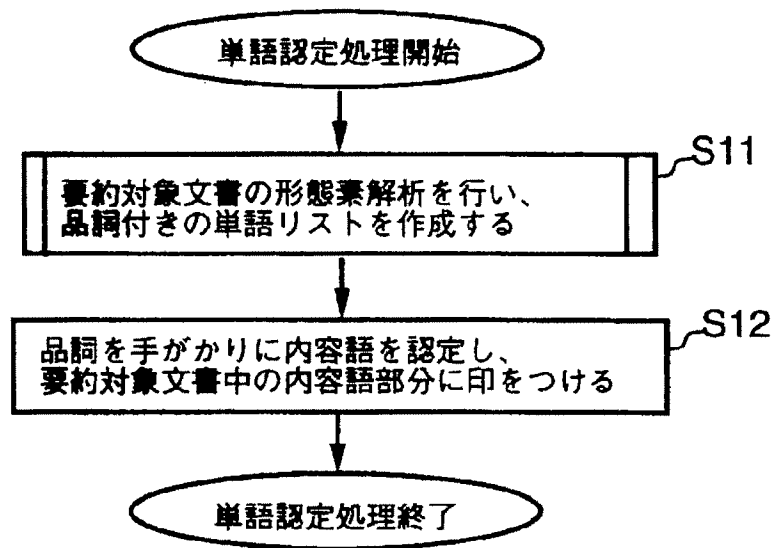 単語認定処理開始
S11
要約対象文書の形態素解析を行い、
品詞付きの単語リストを作成する
S12
品詞を手がかりに内容語を認定し、
要約対象文書中の内容語部分に印をつける
単語認定処理終了